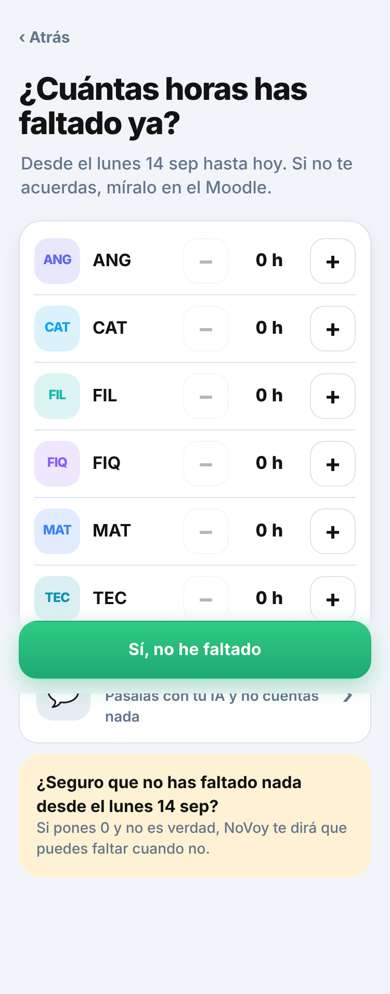 ‹ Atrás
¿Cuántas horas has
faltado ya?
Desde el lunes 14 sep hasta hoy. Si no te
acuerdas, míralo en el Moodle.
ANG ANG − 0 h +
CAT CAT − 0 h +
FIL FIL − 0 h +
FIQ FIQ − 0 h +
MAT MAT − 0 h +
TEC TEC − 0 h +
Sí, no he faltado
Pásalas con tu IA y no cuentas
nada
¿Seguro que no has faltado nada
desde el lunes 14 sep?
Si pones 0 y no es verdad, NoVoy te dirá que
puedes faltar cuando no.